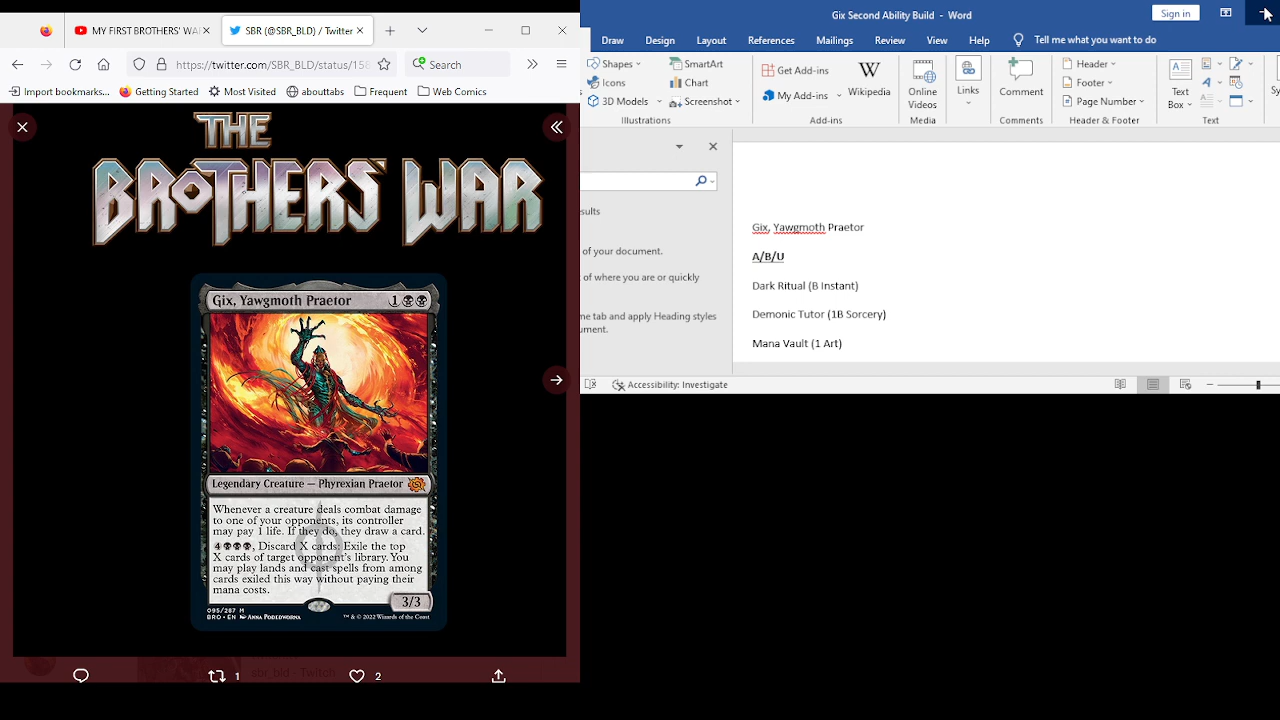 MY FIRST BROTHERS' WAI
SBR (@SBR_BLD) / Twitter
https://twitter.com/SBR_BLD/status/158
Search
Import bookmarks...
Getting Started
Most Visited
abouttabs
Frequent
Web Comics
THE
BROTHERS' WAR
Gix, Yawgmoth Praetor 1
Legendary Creature — Phyrexian Praetor
Whenever a creature deals combat damage
to one of your opponents, its controller
may pay 1 life. If they do, they draw a card.
4, Discard X cards: Exile the top
X cards of target opponent's library. You
may play lands and cast spells from among
cards exiled this way without paying their
mana costs.
3/3
095/287 M
BRO • EN Anna Podedworna
™ & © 2022 Wizards of the Coast
sbr_bld - Twitch
1
2
Gix Second Ability Build - Word
Sign in
Draw Design Layout References Mailings Review View Help Tell me what you want to do
Shapes
SmartArt
Icons
Chart
3D Models
Screenshot
Illustrations
Get Add-ins
My Add-ins
Wikipedia
Add-ins
Online
Videos
Media
Links
Comment
Comments
Header
Footer
Page Number
Header & Footer
Text
Box
Text
Sy
sults
of your document.
of where you are or quickly
me tab and apply Heading styles
ument.
Gix, Yawgmoth Praetor
A/B/U
Dark Ritual (B Instant)
Demonic Tutor (1B Sorcery)
Mana Vault (1 Art)
Accessibility: Investigate